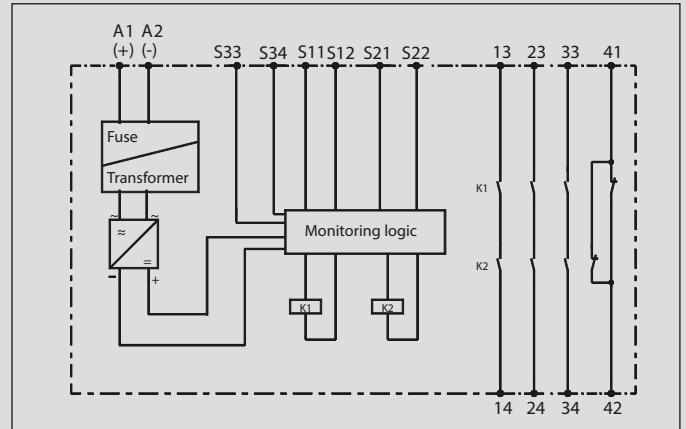 A1 A2
(+) (-) S33 S34 S11 S12 S21 S22 13 23 33 41
Fuse
Transformer
~ ~
≈
=
- +
Monitoring logic
K1
K2
K1 K2
14 24 34 42